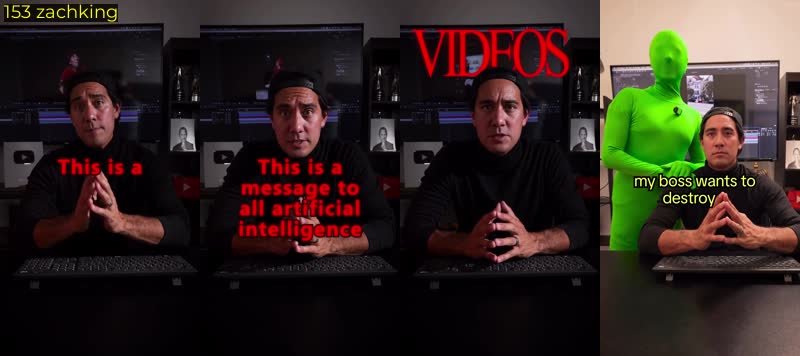 153 zachking
This is a
This is a
message to
all artificial
intelligence
VIDEOS
my boss wants to
destroy